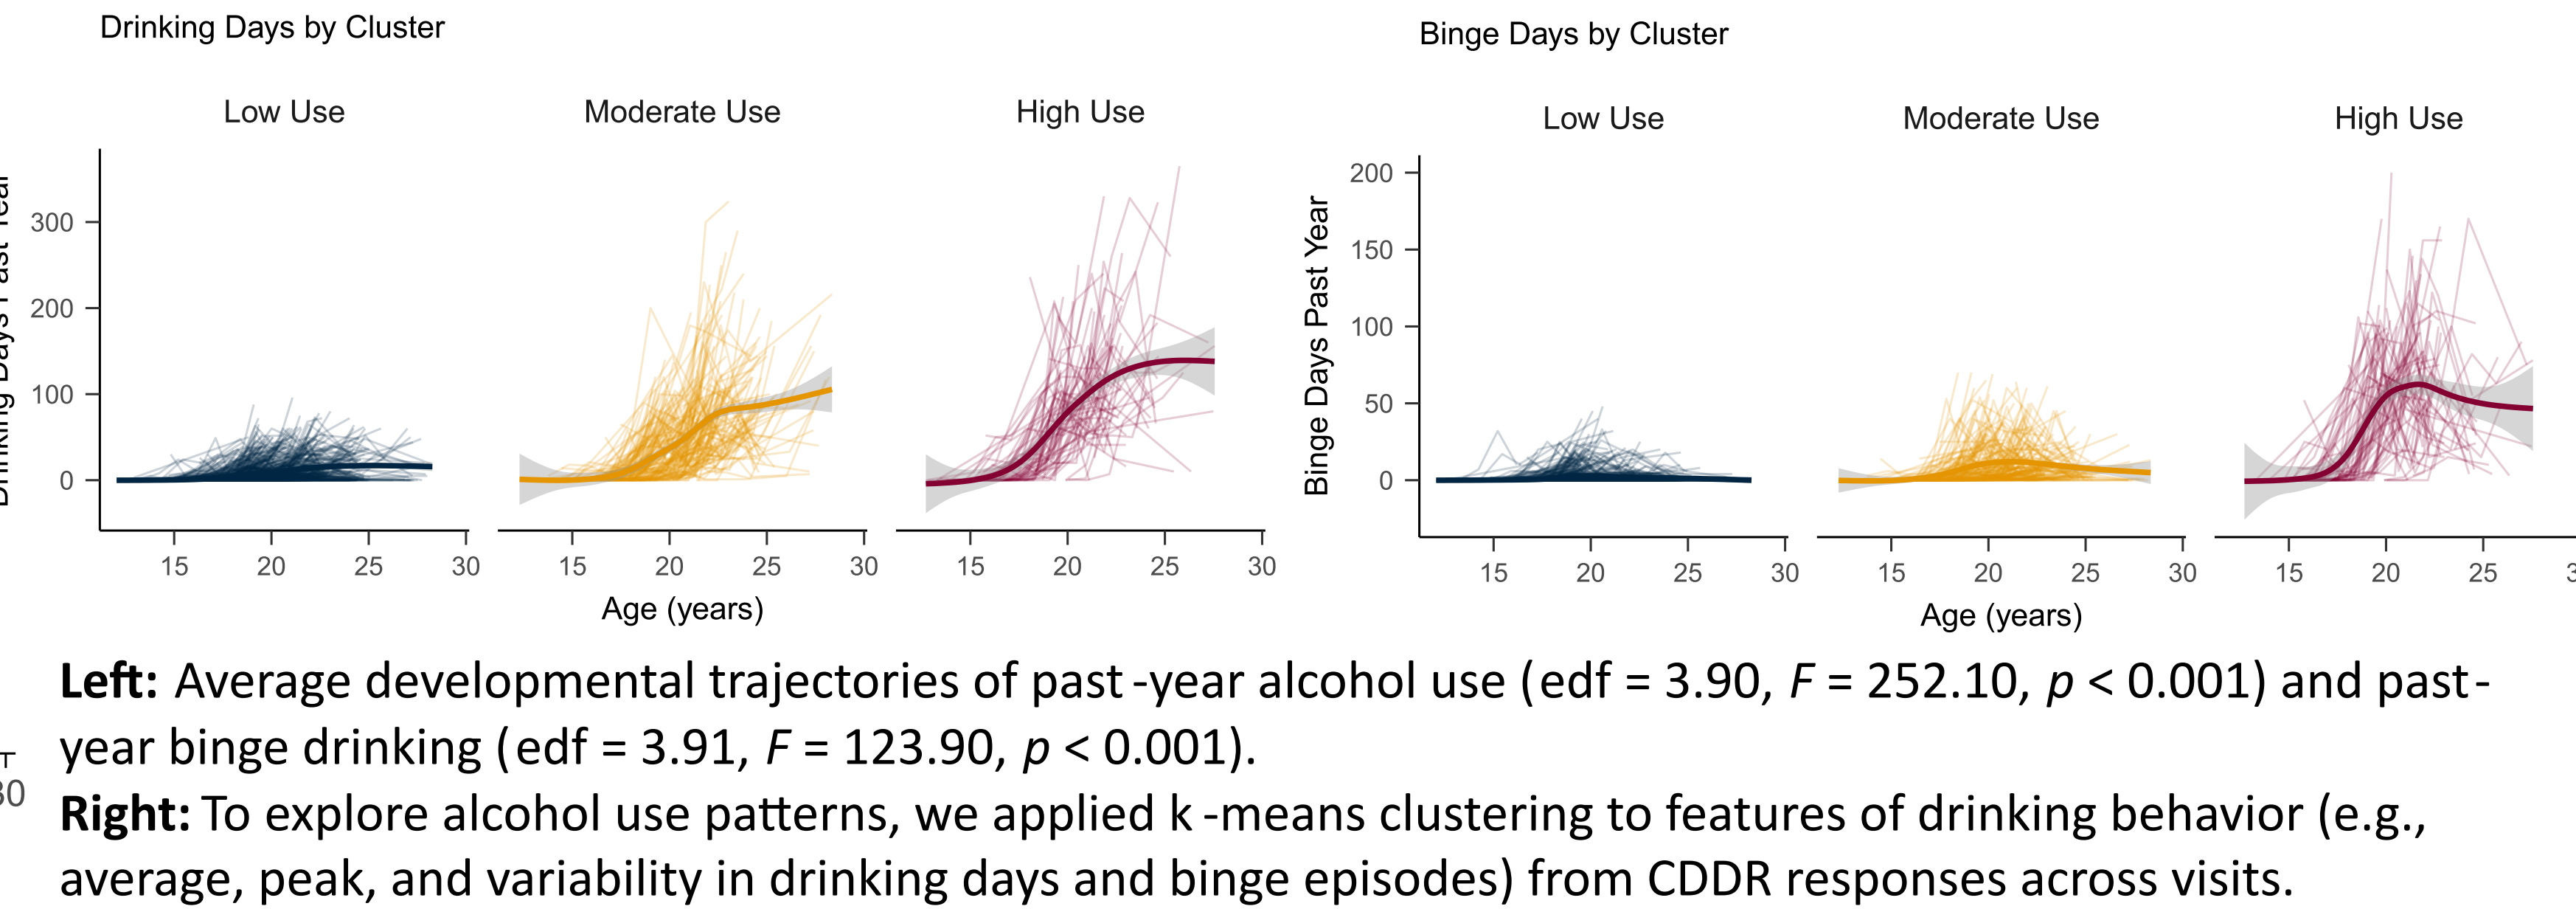 Drinking Days by Cluster
Low Use Moderate Use High Use
300
200
100
0
15 20 25 30 15 20 25 30 15 20 25 30
Age (years)
Binge Days by Cluster
Low Use Moderate Use High Use
Binge Days Past Year
200
150
100
50
0
15 20 25 30 15 20 25 30 15 20 25
Age (years)
Left: Average developmental trajectories of past-year alcohol use (edf = 3.90, F = 252.10, p < 0.001) and past-
year binge drinking (edf = 3.91, F = 123.90, p < 0.001).
Right: To explore alcohol use patterns, we applied k-means clustering to features of drinking behavior (e.g.,
average, peak, and variability in drinking days and binge episodes) from CDDR responses across visits.